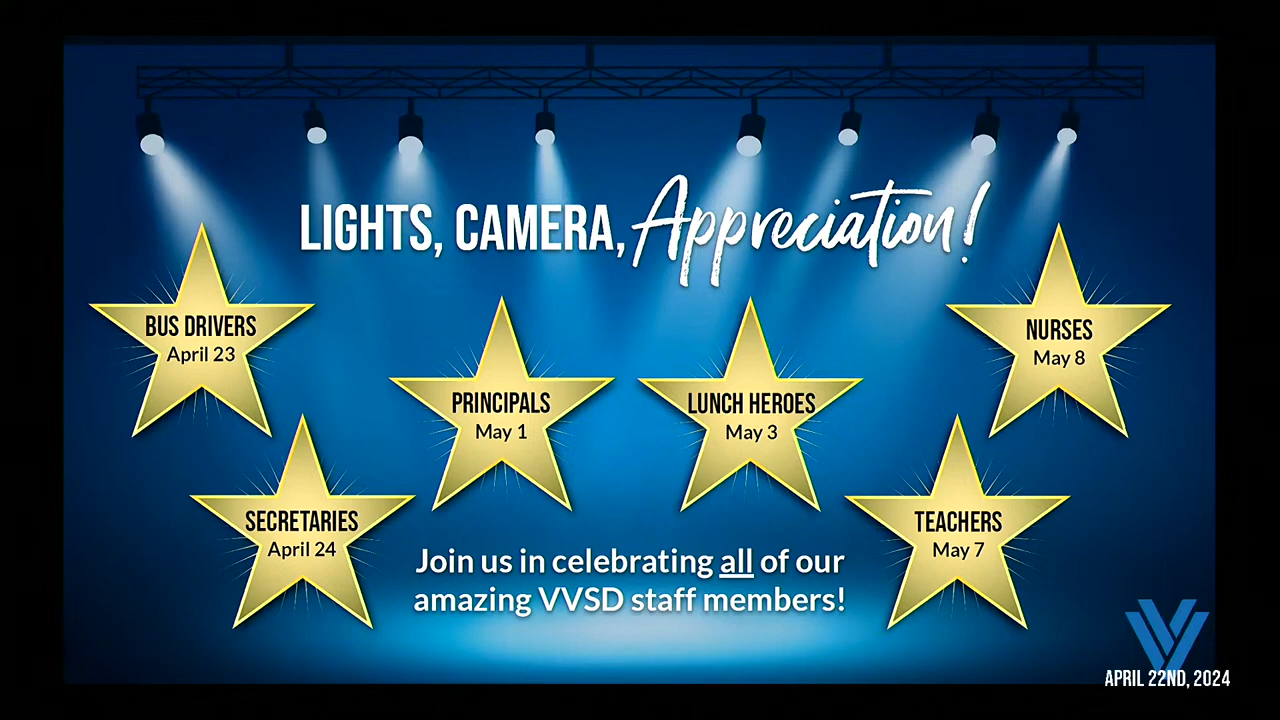 LIGHTS, CAMERA, Appreciation!
BUS DRIVERS
April 23
SECRETARIES
April 24
PRINCIPALS
May 1
LUNCH HEROES
May 3
TEACHERS
May 7
NURSES
May 8
Join us in celebrating all of our
amazing VVSD staff members!
APRIL 22ND, 2024